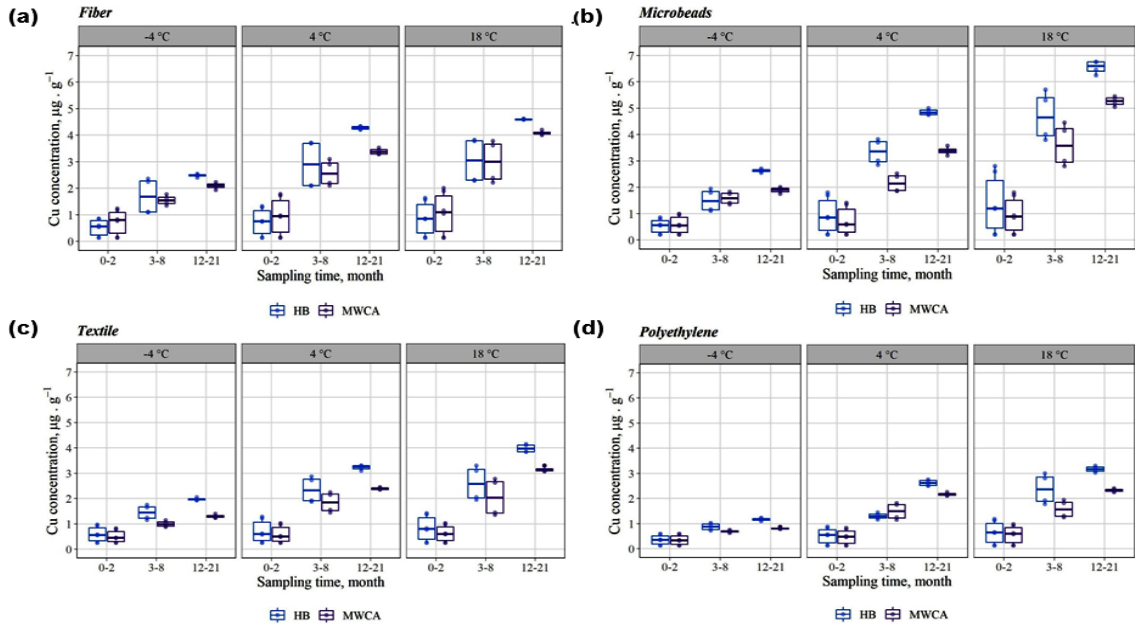 (a) Fiber
-4 °C 4 °C 18 °C
Cu concentration, µg . g⁻¹
7
6
5
4
3
2
1
0
0-2 3-8 12-21 0-2 3-8 12-21 0-2 3-8 12-21
Sampling time, month
HB MWCA
(b) Microbeads
-4 °C 4 °C 18 °C
Cu concentration, µg . g⁻¹
7
6
5
4
3
2
1
0
0-2 3-8 12-21 0-2 3-8 12-21 0-2 3-8 12-21
Sampling time, month
HB MWCA
(c) Textile
-4 °C 4 °C 18 °C
Cu concentration, µg . g⁻¹
7
6
5
4
3
2
1
0
0-2 3-8 12-21 0-2 3-8 12-21 0-2 3-8 12-21
Sampling time, month
HB MWCA
(d) Polyethylene
-4 °C 4 °C 18 °C
Cu concentration, µg . g⁻¹
7
6
5
4
3
2
1
0
0-2 3-8 12-21 0-2 3-8 12-21 0-2 3-8 12-21
Sampling time, month
HB MWCA